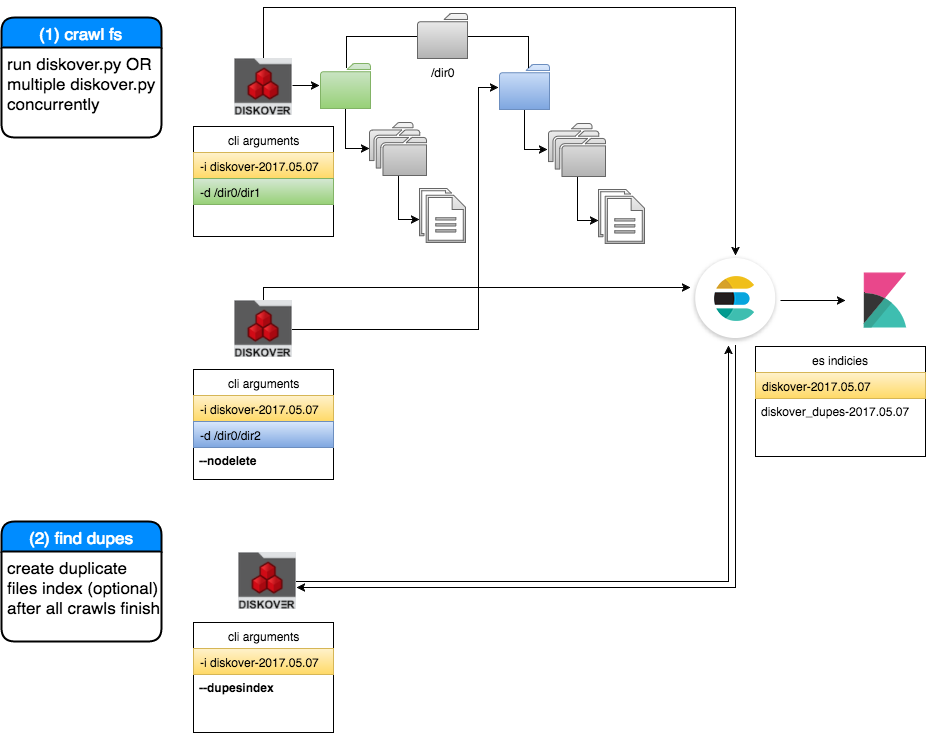 (1) crawl fs
run diskover.py OR
multiple diskover.py
concurrently
/dir0
DISKOVER
cli arguments
-i diskover-2017.05.07
-d /dir0/dir1
DISKOVER
cli arguments
-i diskover-2017.05.07
-d /dir0/dir2
--nodelete
es indicies
diskover-2017.05.07
diskover_dupes-2017.05.07
(2) find dupes
create duplicate
files index (optional)
after all crawls finish
DISKOVER
cli arguments
-i diskover-2017.05.07
--dupesindex